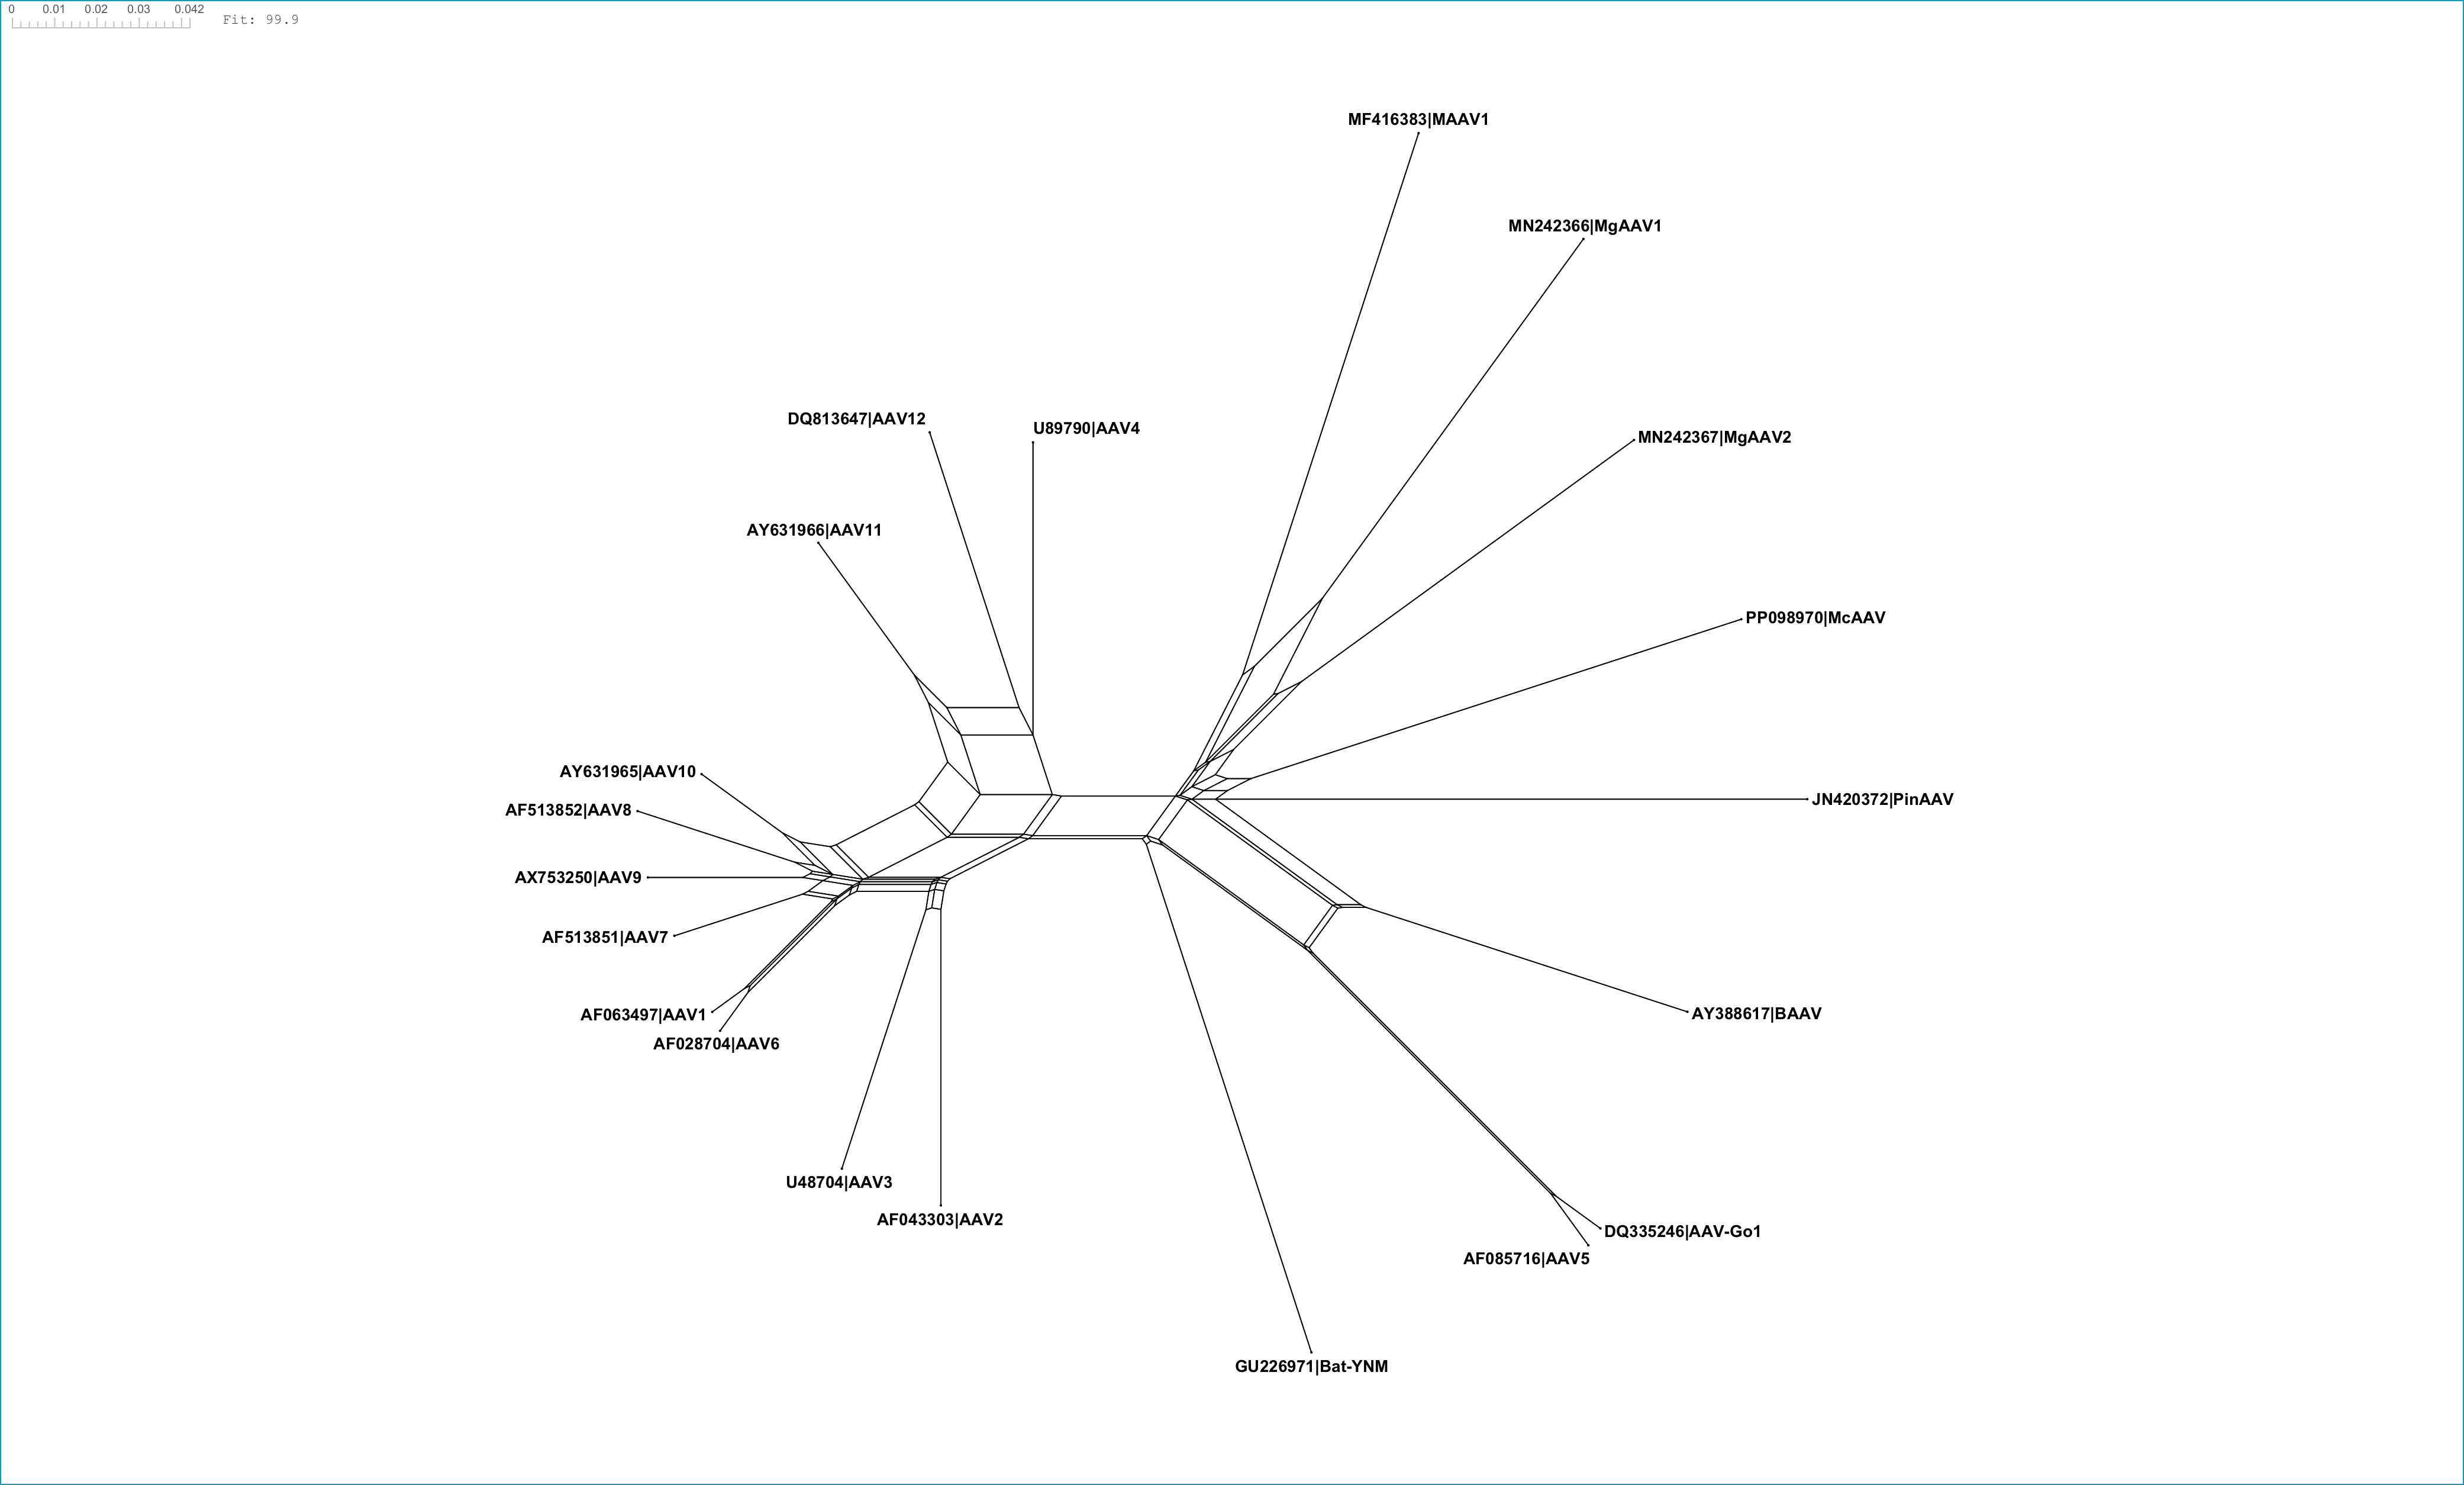 0 0.01 0.02 0.03 0.042
Fit: 99.9
MF416383|MAAV1
MN242366|MgAAV1
DQ813647|AAV12
U89790|AAV4
MN242367|MgAAV2
AY631966|AAV11
PP098970|McAAV
AY631965|AAV10
JN420372|PinAAV
AF513852|AAV8
AX753250|AAV9
AF513851|AAV7
AF063497|AAV1
AY388617|BAAV
AF028704|AAV6
U48704|AAV3
AF043303|AAV2
DQ335246|AAV-Go1
AF085716|AAV5
GU226971|Bat-YNM